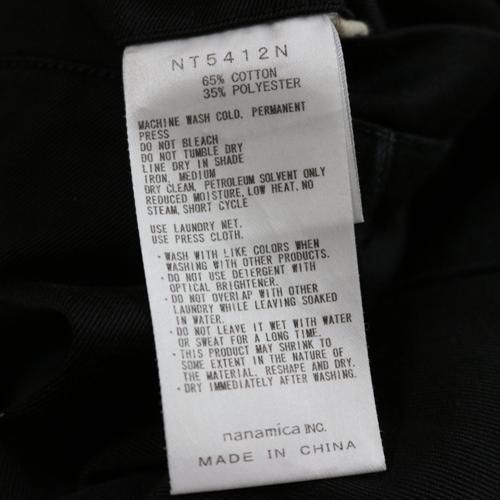 NT5412N
65% COTTON
35% POLYESTER
MACHINE WASH COLD, PERMANENT
PRESS
DO NOT BLEACH
DO NOT TUMBLE DRY
LINE DRY IN SHADE
IRON, MEDIUM
DRY CLEAN, PETROLEUM SOLVENT ONLY
REDUCED MOISTURE, LOW HEAT, NO
STEAM, SHORT CYCLE
USE LAUNDRY NET.
USE PRESS CLOTH.
・WASH WITH LIKE COLORS WHEN
WASHING WITH OTHER PRODUCTS.
・DO NOT USE DETERGENT WITH
OPTICAL BRIGHTENER.
・DO NOT OVERLAP WITH OTHER
LAUNDRY WHILE LEAVING SOAKED
IN WATER.
・DO NOT LEAVE IT WET WITH WATER
OR SWEAT FOR A LONG TIME.
・THIS PRODUCT MAY SHRINK TO
SOME EXTENT IN THE NATURE OF
THE MATERIAL. RESHAPE AND DRY.
・DRY IMMEDIATELY AFTER WASHING.
nanamica INC.
MADE IN CHINA